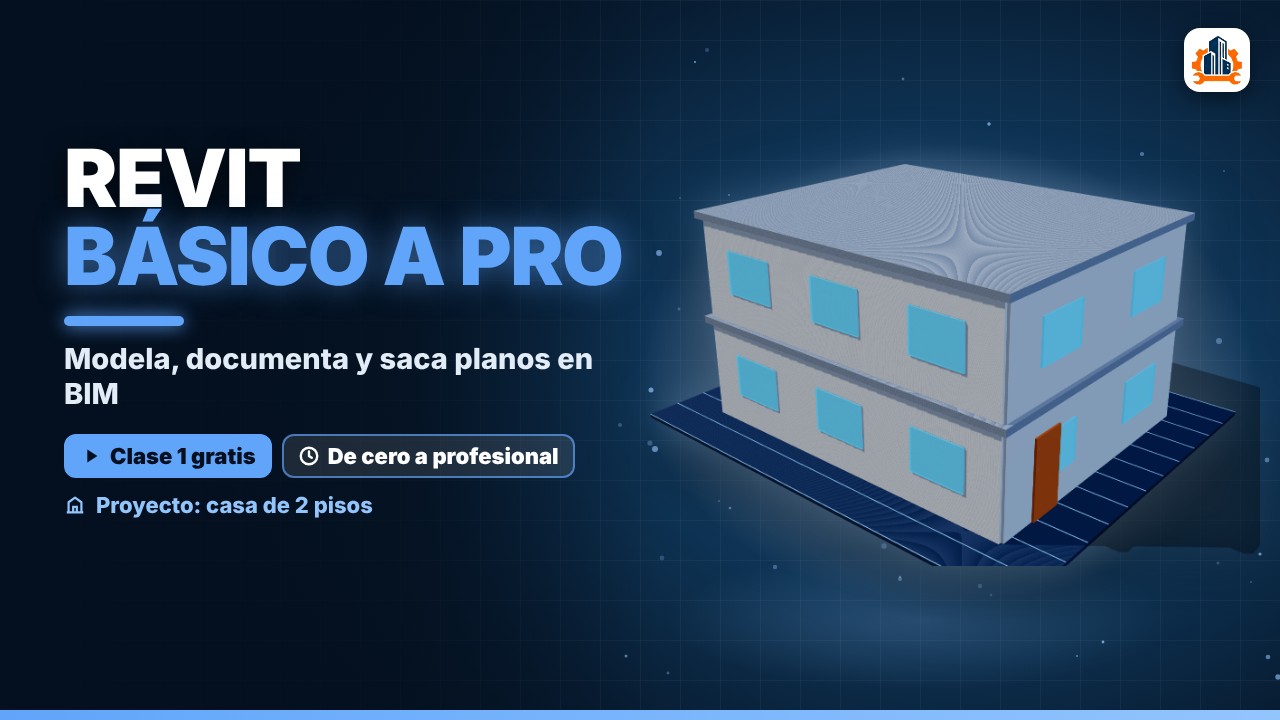 REVIT
BÁSICO A PRO
Modela, documenta y saca planos en
BIM
Clase 1 gratis
De cero a profesional
Proyecto: casa de 2 pisos